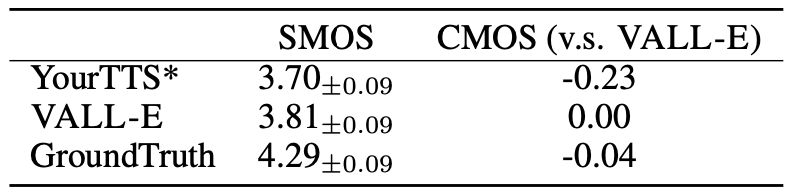 SMOS CMOS (v.s. VALL-E)
YourTTS* 3.70±0.09 -0.23
VALL-E 3.81±0.09 0.00
GroundTruth 4.29±0.09 -0.04